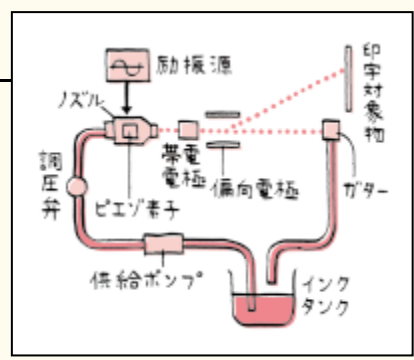 励振源
ノズル
印字対象物
帯電
電極
偏向電極
ガター
調圧弁
ピエゾ素子
供給ポンプ
インク
タンク